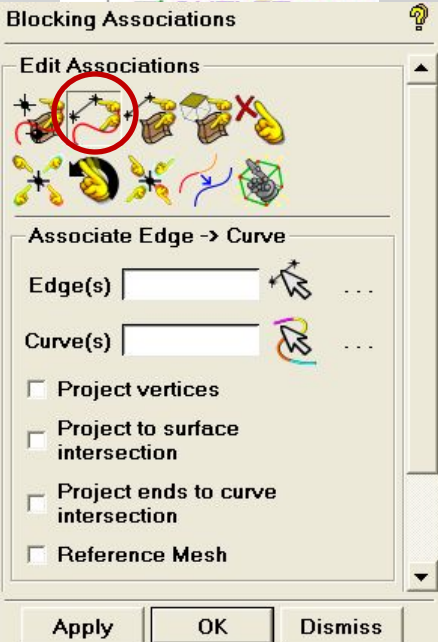 Blocking Associations
Edit Associations
Associate Edge -> Curve
Edge(s)
...
Curve(s)
...
Project vertices
Project to surface
intersection
Project ends to curve
intersection
Reference Mesh
Apply OK Dismiss